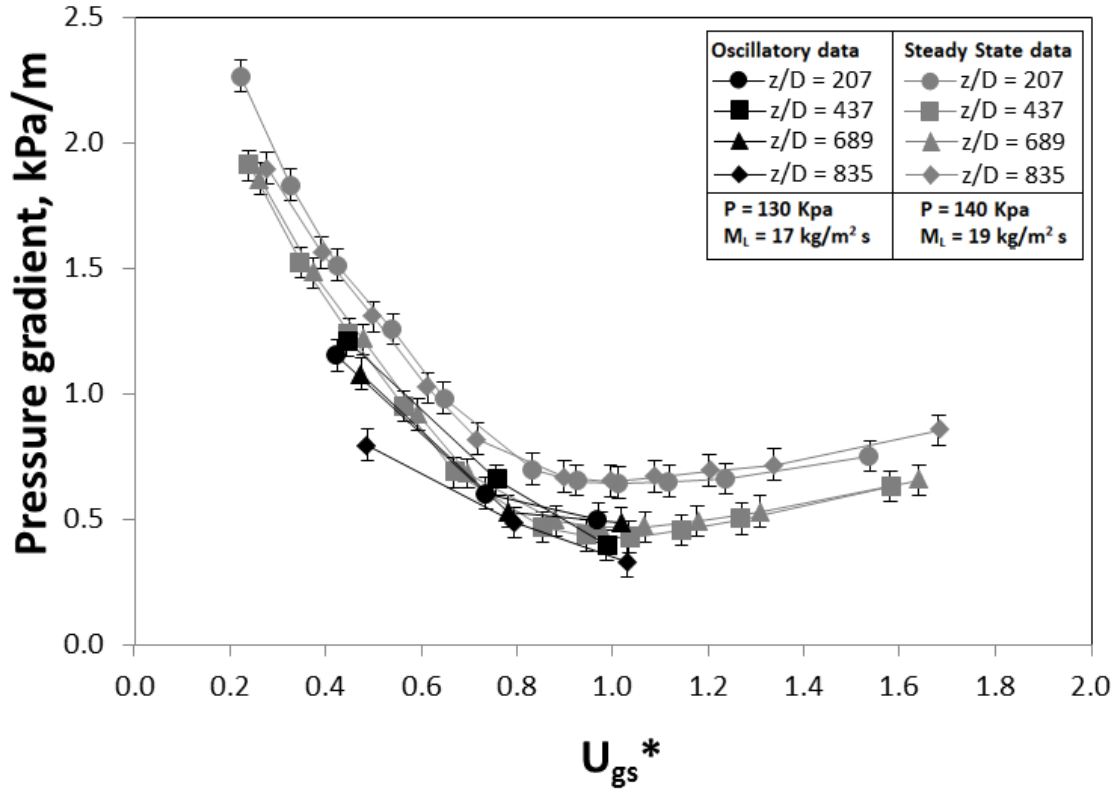 Pressure gradient, kPa/m
2.5
2.0
1.5
1.0
0.5
0.0
Oscillatory data
z/D = 207
z/D = 437
z/D = 689
z/D = 835
P = 130 Kpa
M_L = 17 kg/m² s
Steady State data
z/D = 207
z/D = 437
z/D = 689
z/D = 835
P = 140 Kpa
M_L = 19 kg/m² s
0.0 0.2 0.4 0.6 0.8 1.0 1.2 1.4 1.6 1.8 2.0
U_gs*